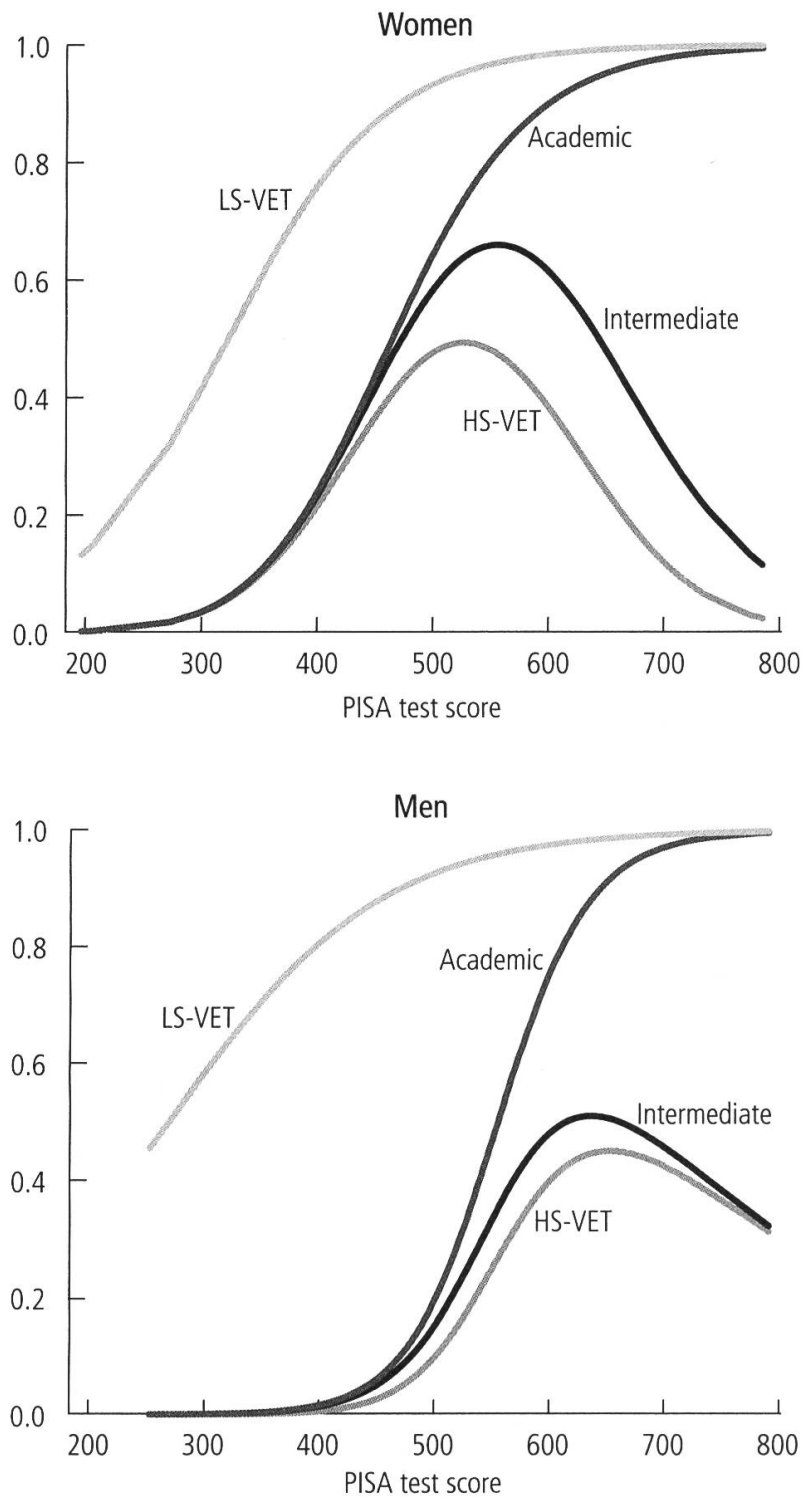 Women
1.0
0.8
0.6
0.4
0.2
0.0
LS-VET
Academic
Intermediate
HS-VET
200 300 400 500 600 700 800
PISA test score
Men
1.0
0.8
0.6
0.4
0.2
0.0
Academic
LS-VET
Intermediate
HS-VET
200 300 400 500 600 700 800
PISA test score